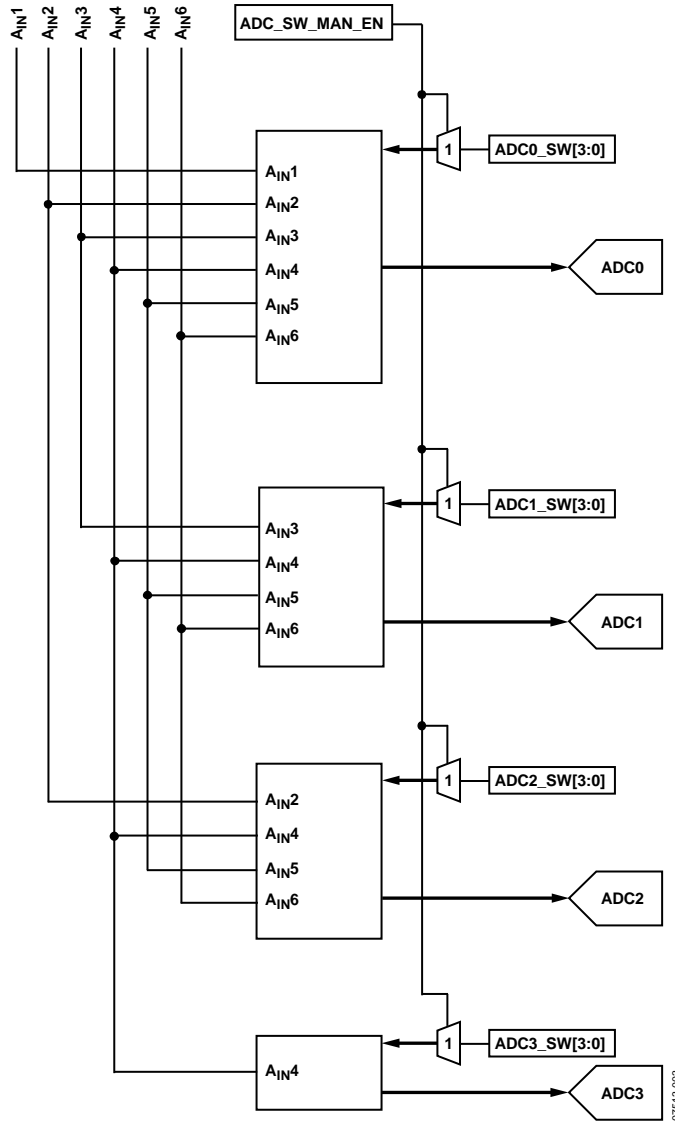 AIN1
AIN2
AIN3
AIN4
AIN5
AIN6
ADC_SW_MAN_EN
1
ADC0_SW[3:0]
AIN1
AIN2
AIN3
AIN4
AIN5
AIN6
ADC0
1
ADC1_SW[3:0]
AIN3
AIN4
AIN5
AIN6
ADC1
1
ADC2_SW[3:0]
AIN2
AIN4
AIN5
AIN6
ADC2
1
ADC3_SW[3:0]
AIN4
ADC3